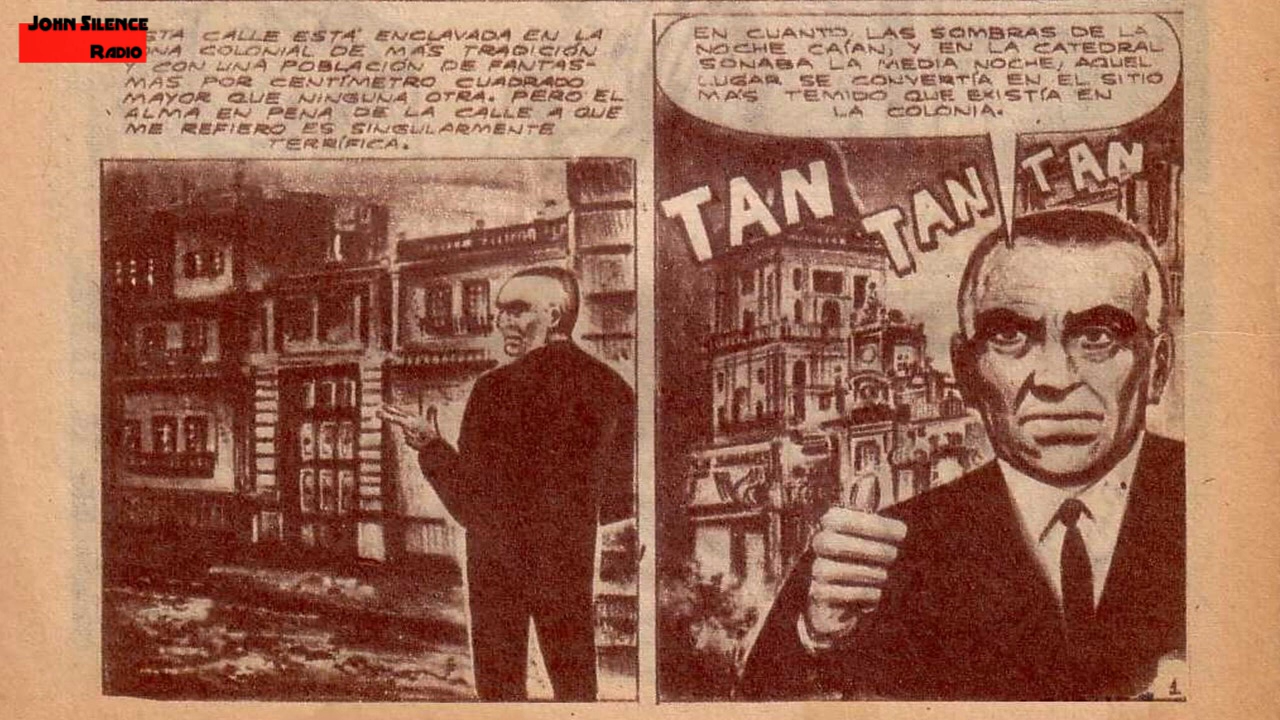 JOHN SILENCE
RADIO
STA CALLE ESTÁ ENCLAVADA EN LA
ONA COLONIAL DE MÁS TRADICIÓN
Y CON UNA POBLACIÓN DE FANTAS-
MAS POR CENTÍMETRO CUADRADO
MAYOR QUE NINGUNA OTRA. PERO EL
ALMA EN PENA DE LA CALLE A QUE
ME REFIERO ES SINGULARMENTE
TERRÍFICA.
EN CUANTO, LAS SOMBRAS DE LA
NOCHE CAÍAN, Y EN LA CATEDRAL
SONABA LA MEDIA NOCHE, AQUEL
LUGAR SE CONVERTÍA EN EL SITIO
MÁS TEMIDO QUE EXISTÍA EN
LA COLONIA.
TAN TAN TAN
1